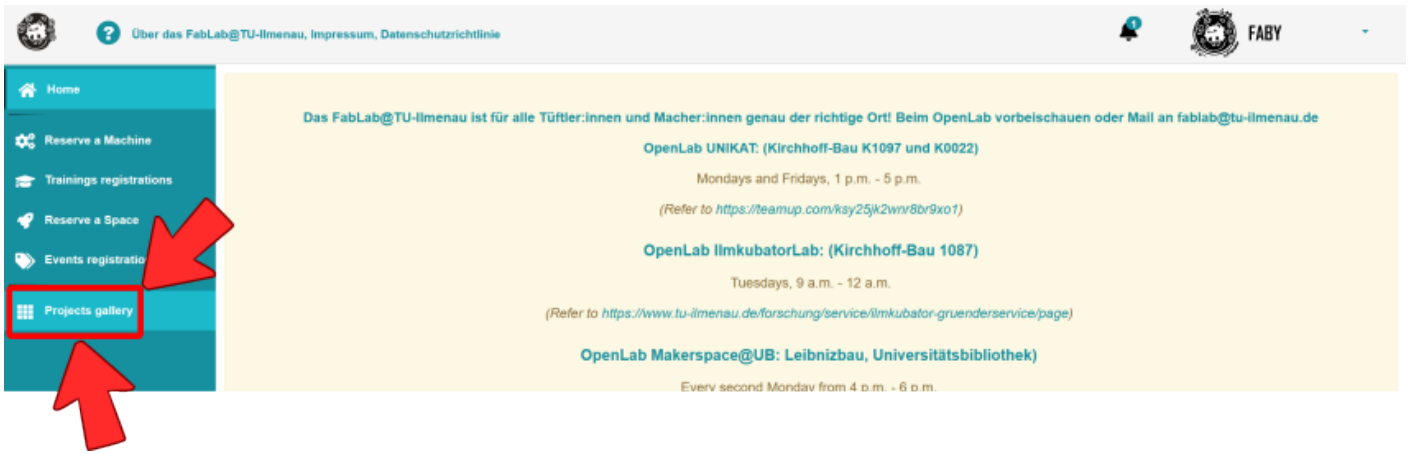 Über das FabLab@TU-Ilmenau, Impressum, Datenschutzrichtlinie
1
FABY
Home
Reserve a Machine
Trainings registrations
Reserve a Space
Events registratio
Projects gallery
Das FabLab@TU-Ilmenau ist für alle Tüftler:innen und Macher:innen genau der richtige Ort! Beim OpenLab vorbeischauen oder Mail an fablab@tu-ilmenau.de
OpenLab UNIKAT: (Kirchhoff-Bau K1097 und K0022)
Mondays and Fridays, 1 p.m. - 5 p.m.
(Refer to https://teamup.com/ksy25jk2wnr8br9xo1)
OpenLab IlmkubatorLab: (Kirchhoff-Bau 1087)
Tuesdays, 9 a.m. - 12 a.m.
(Refer to https://www.tu-ilmenau.de/forschung/service/ilmkubator-gruenderservice/page)
OpenLab Makerspace@UB: Leibnizbau, Universitätsbibliothek)
Every second Monday from 4 p.m. - 6 p.m.